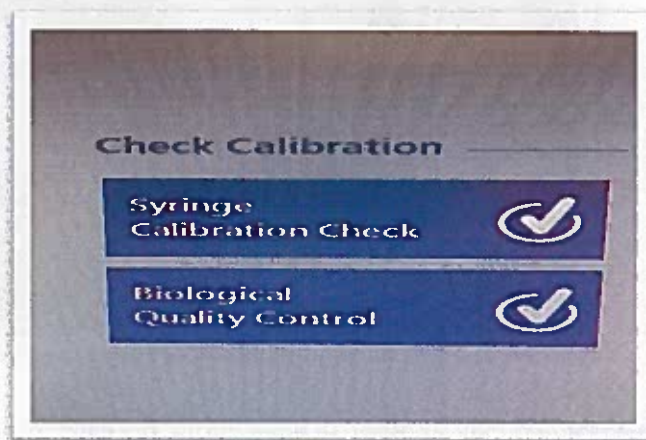 Check Calibration
Syringe
Calibration Check
Biological
Quality Control